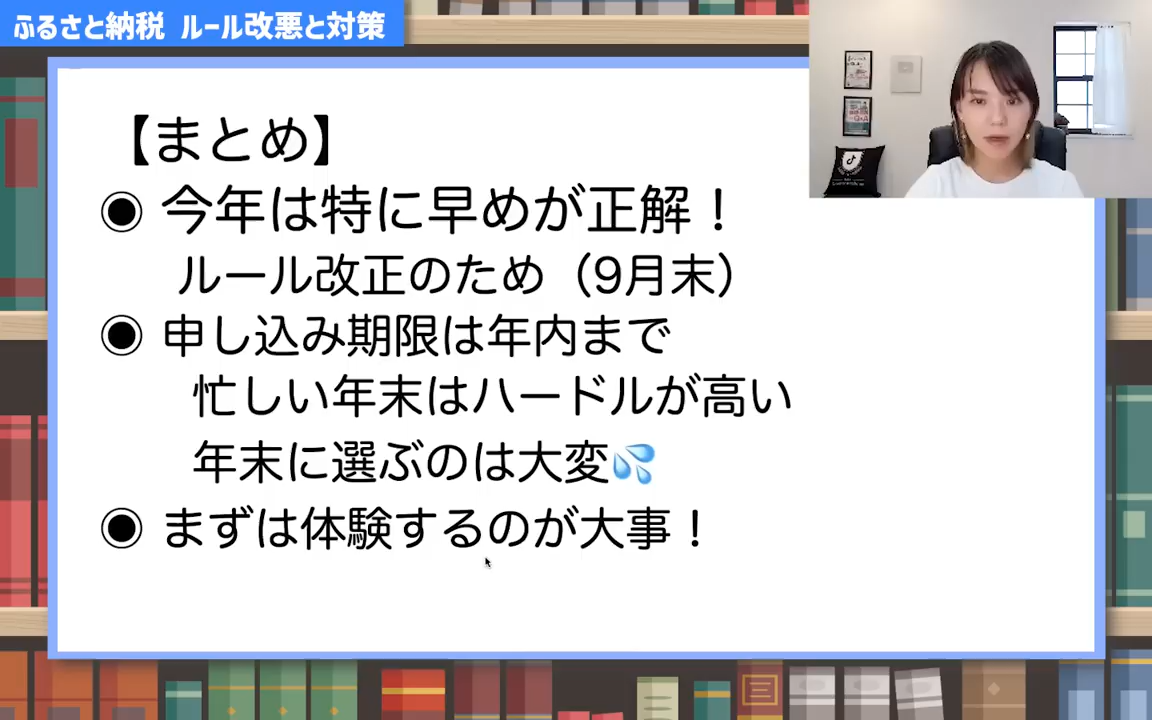 ふるさと納税 ルール改悪と対策
【まとめ】
◉ 今年は特に早めが正解！
ルール改正のため（9月末）
◉ 申し込み期限は年内まで
忙しい年末はハードルが高い
年末に選ぶのは大変💦
◉ まずは体験するのが大事！